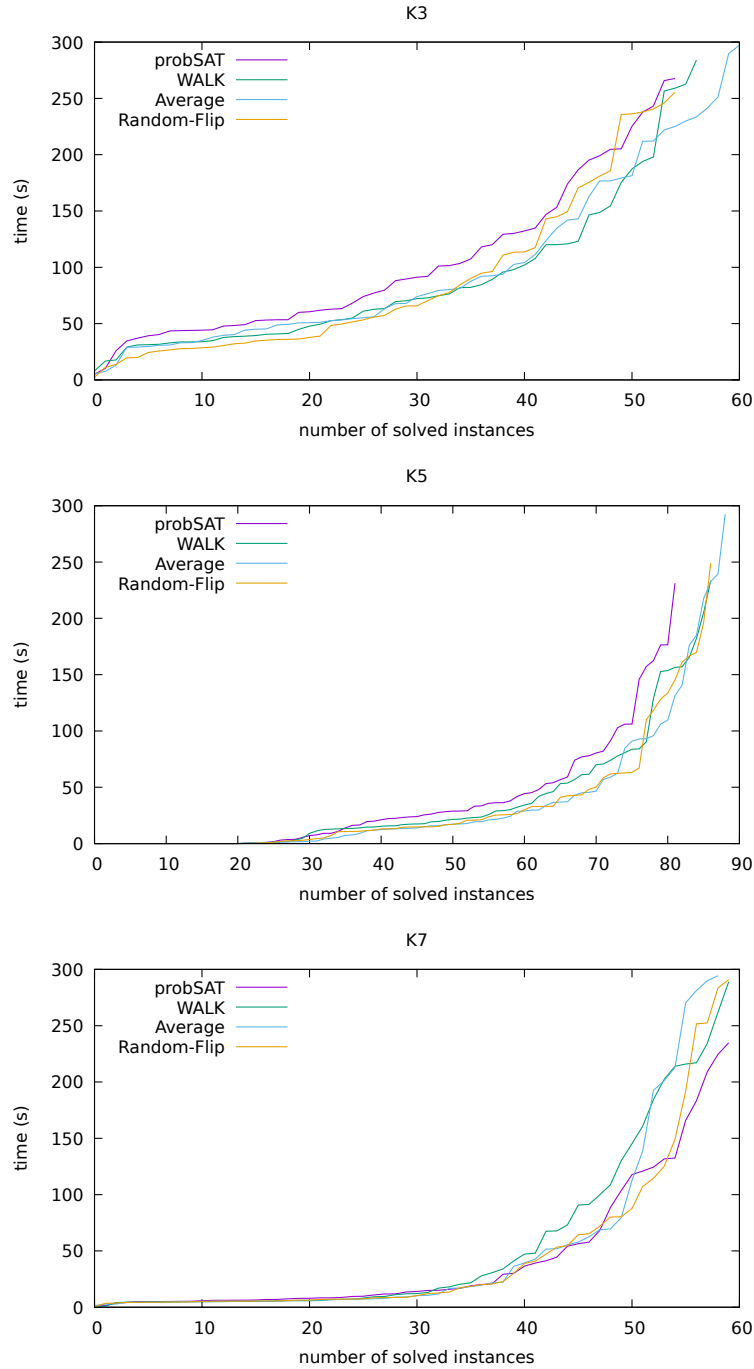 K3
300
250
200
150
100
50
0
time (s)
probSAT
WALK
Average
Random-Flip
0 10 20 30 40 50 60
number of solved instances
K5
300
250
200
150
100
50
0
time (s)
probSAT
WALK
Average
Random-Flip
0 10 20 30 40 50 60 70 80 90
number of solved instances
K7
300
250
200
150
100
50
0
time (s)
probSAT
WALK
Average
Random-Flip
0 10 20 30 40 50 60
number of solved instances